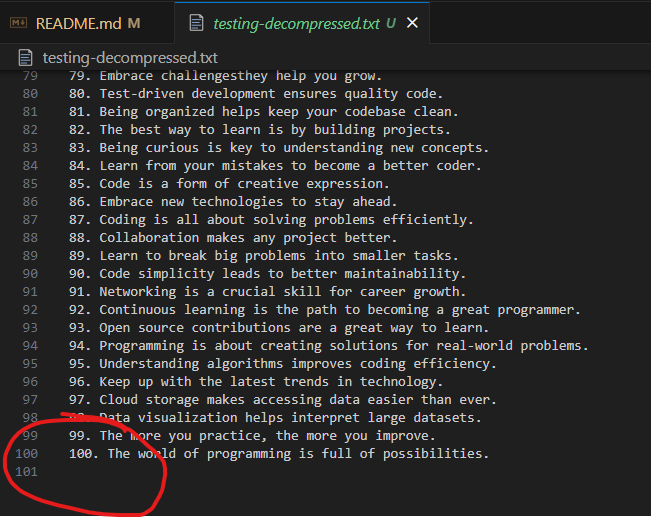 README.md M
testing-decompressed.txt U
testing-decompressed.txt
79 79. Embrace challengesthey help you grow.
80 80. Test-driven development ensures quality code.
81 81. Being organized helps keep your codebase clean.
82 82. The best way to learn is by building projects.
83 83. Being curious is key to understanding new concepts.
84 84. Learn from your mistakes to become a better coder.
85 85. Code is a form of creative expression.
86 86. Embrace new technologies to stay ahead.
87 87. Coding is all about solving problems efficiently.
88 88. Collaboration makes any project better.
89 89. Learn to break big problems into smaller tasks.
90 90. Code simplicity leads to better maintainability.
91 91. Networking is a crucial skill for career growth.
92 92. Continuous learning is the path to becoming a great programmer.
93 93. Open source contributions are a great way to learn.
94 94. Programming is about creating solutions for real-world problems.
95 95. Understanding algorithms improves coding efficiency.
96 96. Keep up with the latest trends in technology.
97 97. Cloud storage makes accessing data easier than ever.
98 98. Data visualization helps interpret large datasets.
99 99. The more you practice, the more you improve.
100 100. The world of programming is full of possibilities.
101